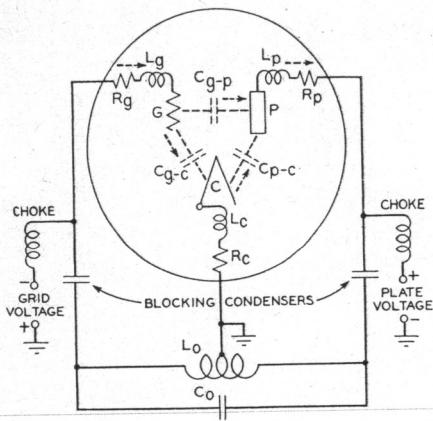 Lg
Rg
Cg-p
Lp
Rp
G
P
Cg-c
Cp-c
C
Lc
Rc
CHOKE
CHOKE
− GRID
VOLTAGE
+
BLOCKING CONDENSERS
+
PLATE
VOLTAGE
−
Lo
Co